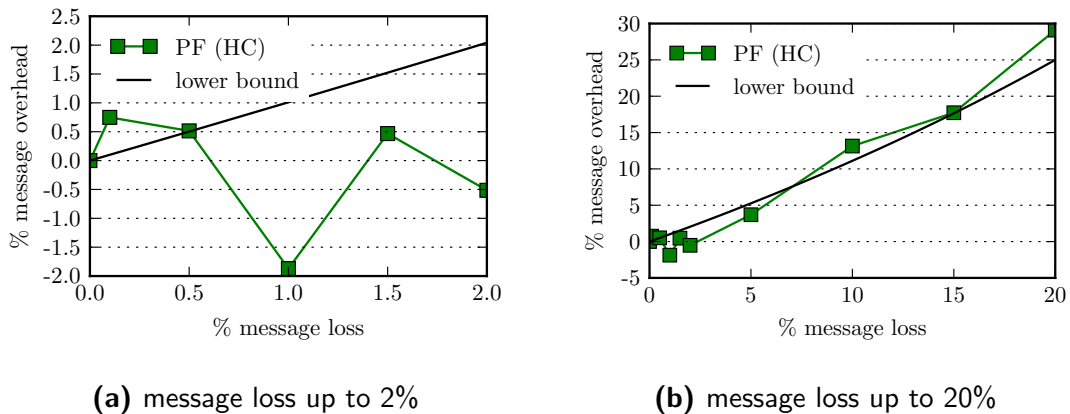 2.5
2.0
1.5
1.0
0.5
0.0
-0.5
-1.0
-1.5
-2.0
% message overhead
PF (HC)
lower bound
0.0 0.5 1.0 1.5 2.0
% message loss
(a) message loss up to 2%
30
25
20
15
10
5
0
-5
% message overhead
PF (HC)
lower bound
0 5 10 15 20
% message loss
(b) message loss up to 20%